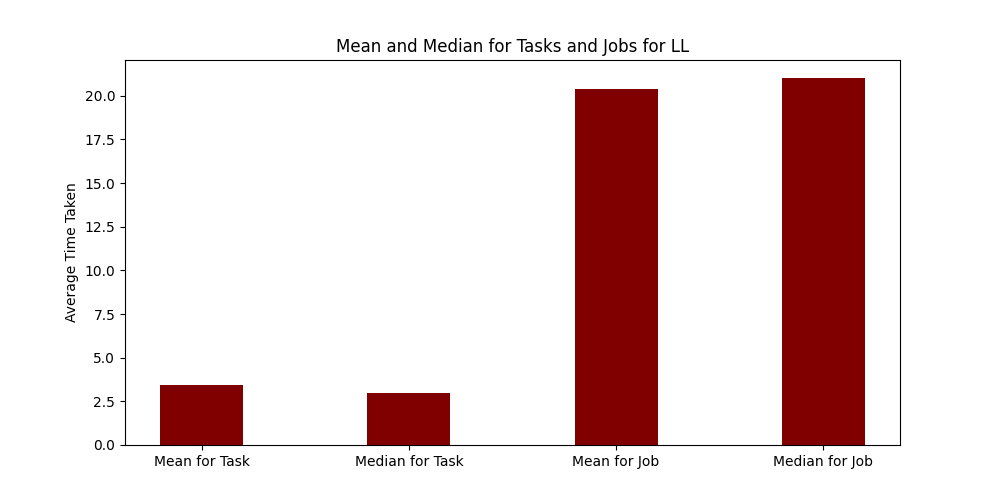 Mean and Median for Tasks and Jobs for LL
Average Time Taken
20.0
17.5
15.0
12.5
10.0
7.5
5.0
2.5
0.0
Mean for Task
Median for Task
Mean for Job
Median for Job